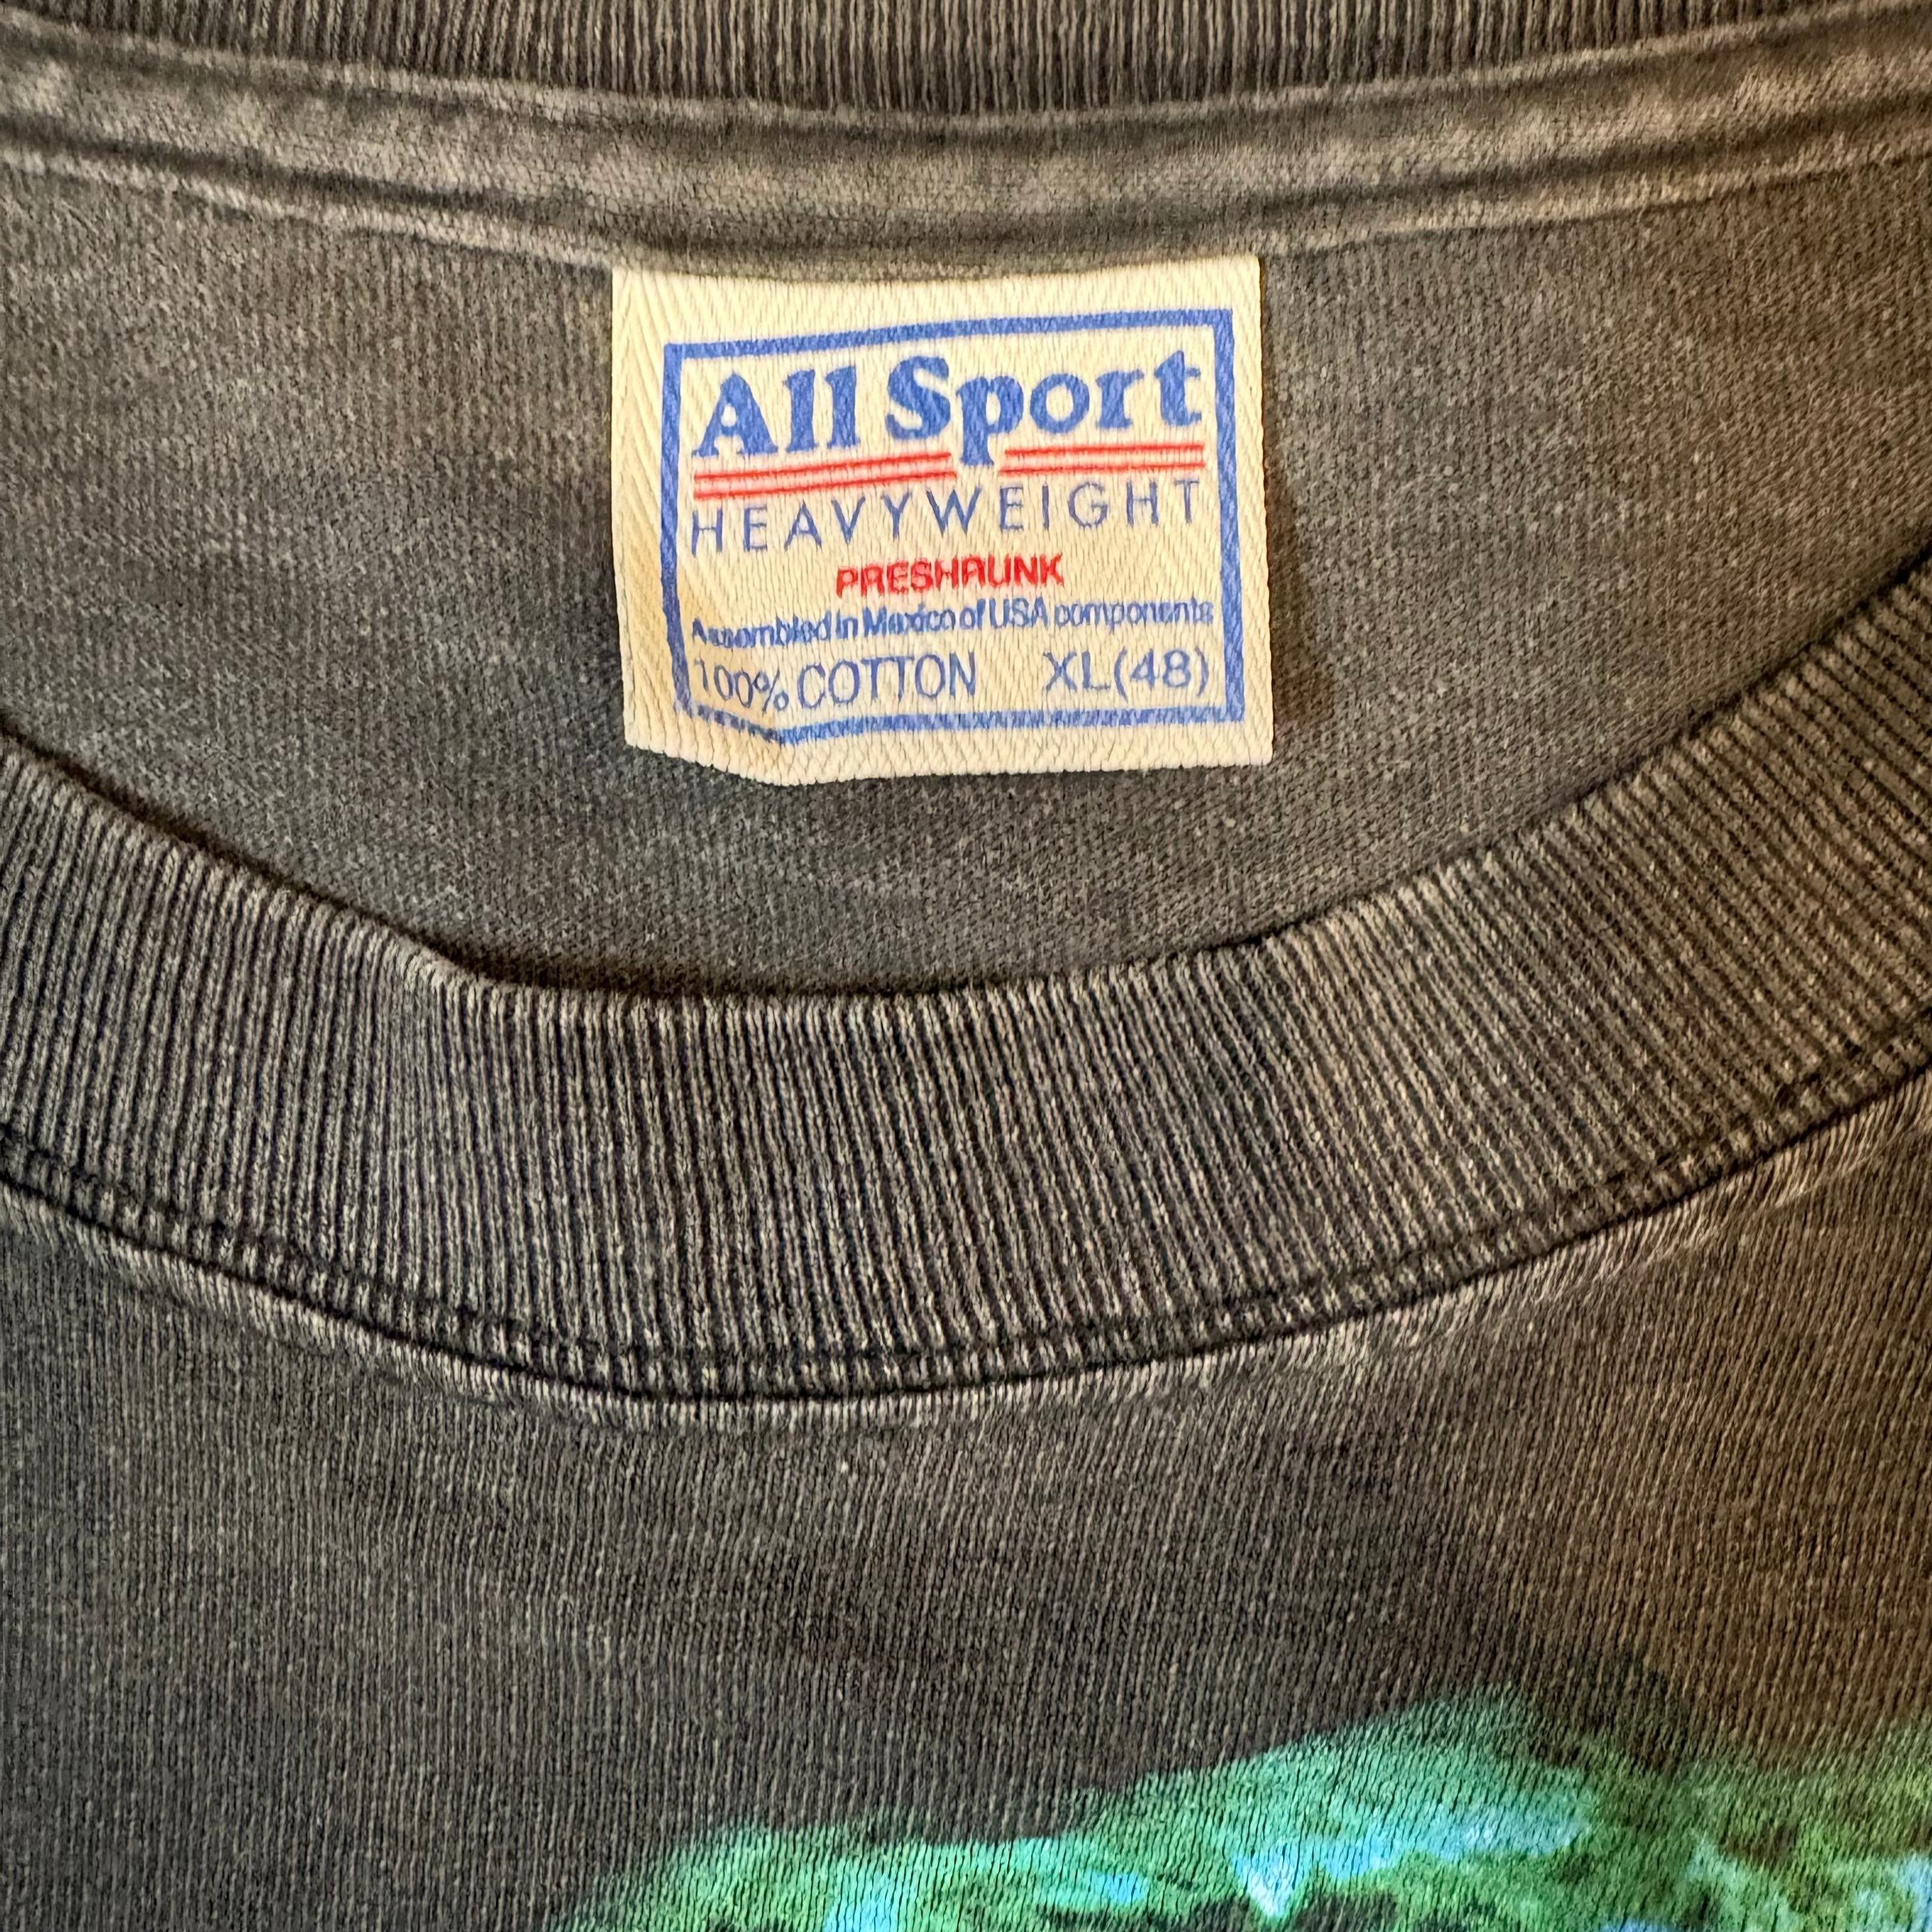 All Sport
HEAVYWEIGHT
PRESHRUNK
Assembled in Mexico of USA components
100% COTTON XL(48)